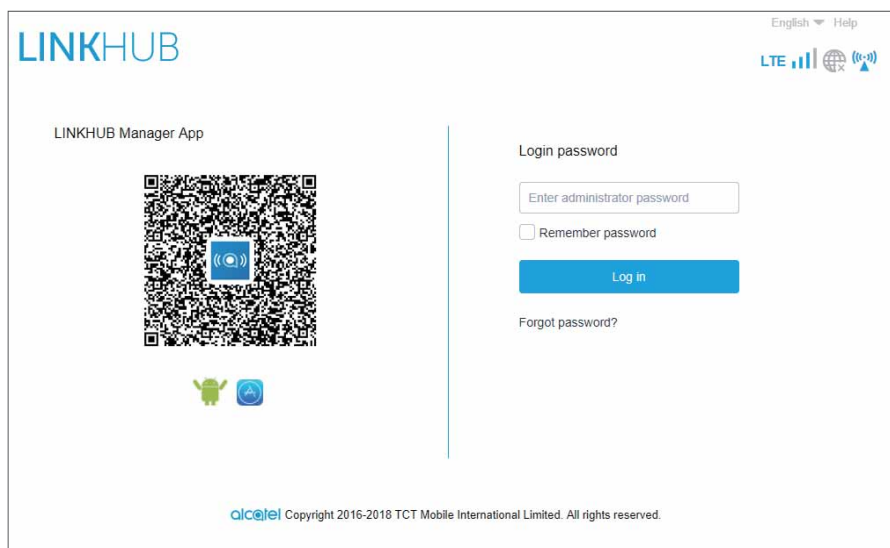 English Help
LINKHUB
LTE
LINKHUB Manager App
Login password
Enter administrator password
Remember password
Log in
Forgot password?
alcatel Copyright 2016-2018 TCT Mobile International Limited. All rights reserved.